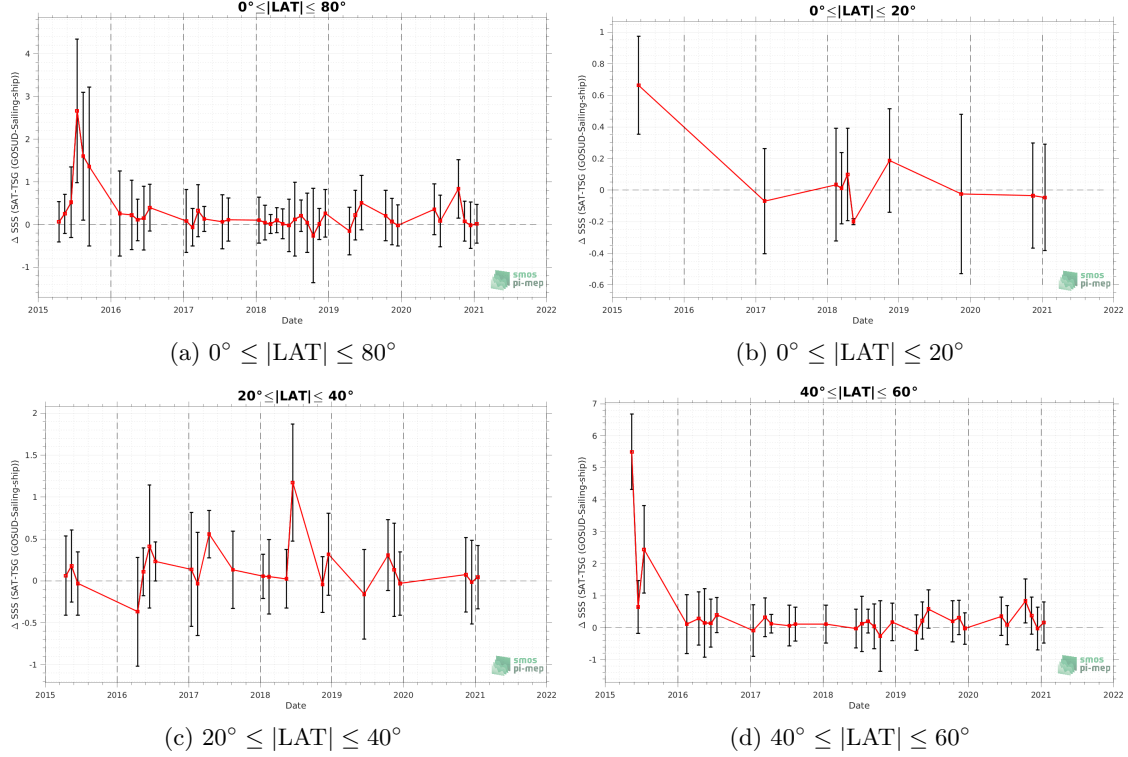 0°≤|LAT|≤ 80°
Δ SSS (SAT-TSG (GOSUD-Sailing-ship))
4
3
2
1
0
-1
2015 2016 2017 2018 2019 2020 2021 2022
Date
smos
pi-mep
(a) 0° ≤ |LAT| ≤ 80°
0°≤|LAT|≤ 20°
Δ SSS (SAT-TSG (GOSUD-Sailing-ship))
1
0.8
0.6
0.4
0.2
0
-0.2
-0.4
-0.6
2015 2016 2017 2018 2019 2020 2021 2022
Date
smos
pi-mep
(b) 0° ≤ |LAT| ≤ 20°
20°≤|LAT|≤ 40°
Δ SSS (SAT-TSG (GOSUD-Sailing-ship))
2
1.5
1
0.5
0
-0.5
-1
2015 2016 2017 2018 2019 2020 2021 2022
Date
smos
pi-mep
(c) 20° ≤ |LAT| ≤ 40°
40°≤|LAT|≤ 60°
Δ SSS (SAT-TSG (GOSUD-Sailing-ship))
7
6
5
4
3
2
1
0
-1
2015 2016 2017 2018 2019 2020 2021 2022
Date
smos
pi-mep
(d) 40° ≤ |LAT| ≤ 60°